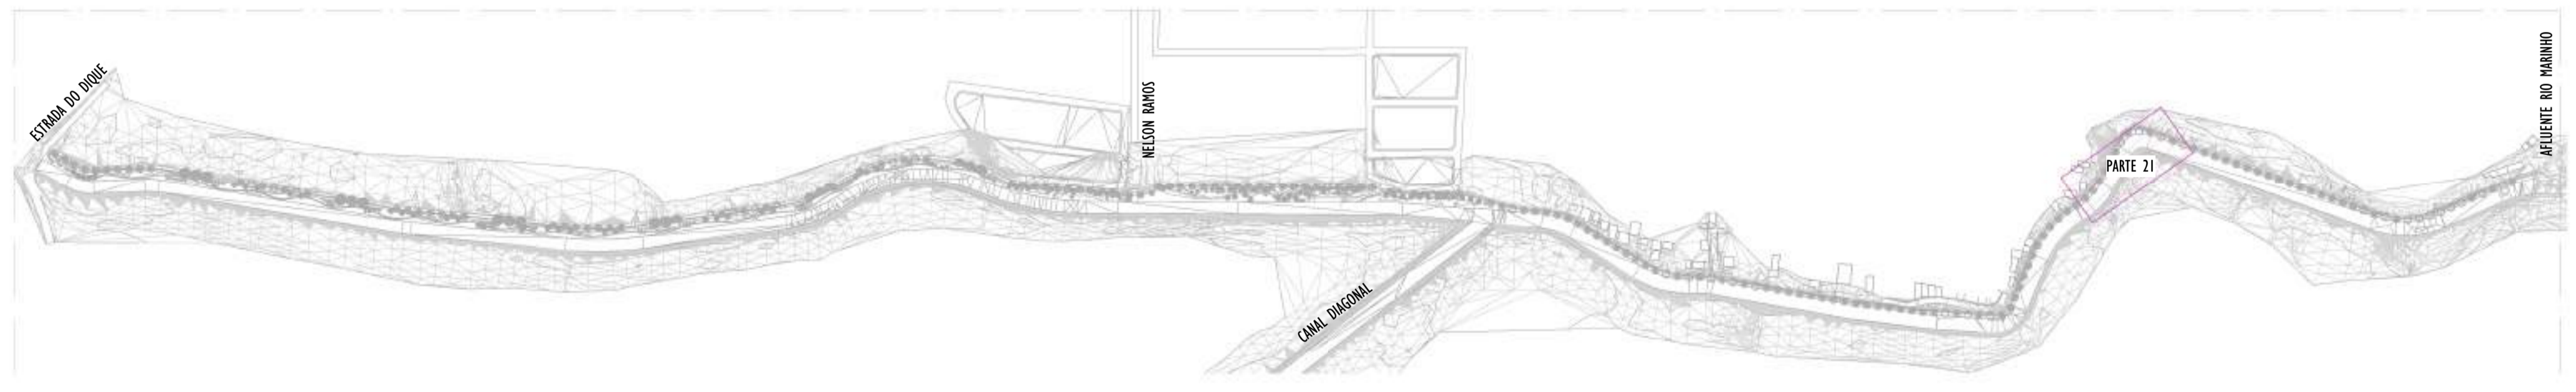 ESTRADA DO DIQUE
NELSON RAMOS
CANAL DIAGONAL
PARTE 21
AFLUENTE RIO MARINHO